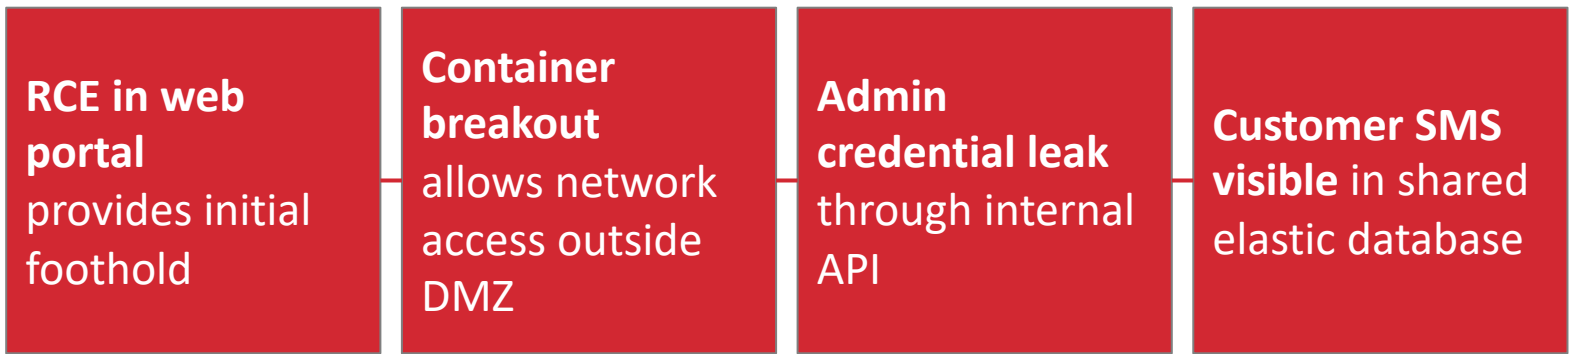 RCE in web
portal
provides initial
foothold
Container
breakout
allows network
access outside
DMZ
Admin
credential leak
through internal
API
Customer SMS
visible in shared
elastic database